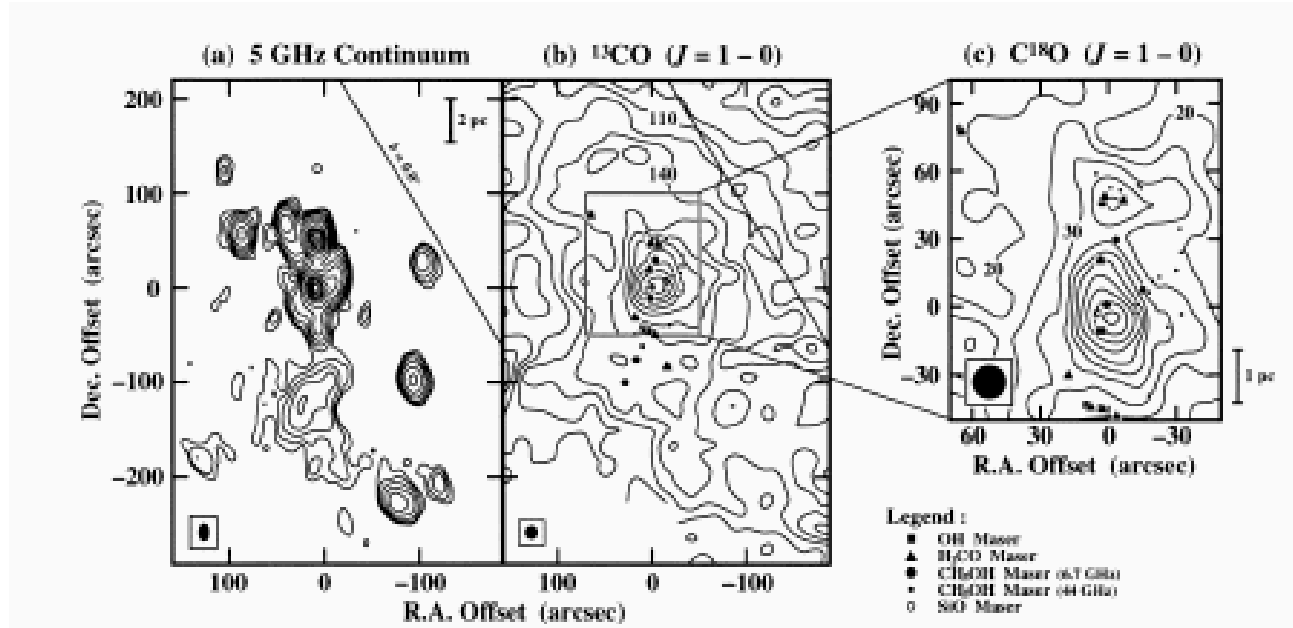 (a) 5 GHz Continuum
(b) ¹³CO (J = 1 – 0)
(c) C¹⁸O (J = 1 – 0)
200
100
0
−100
−200
Dec. Offset (arcsec)
2 pc
100
0
−100
110
140
100
0
−100
R.A. Offset (arcsec)
90
60
30
0
−30
Dec. Offset (arcsec)
20
30
20
1 pc
60
30
0
−30
R.A. Offset (arcsec)
Legend :
OH Maser
H₂CO Maser
CH₃OH Maser (6.7 GHz)
CH₃OH Maser (44 GHz)
SiO Maser